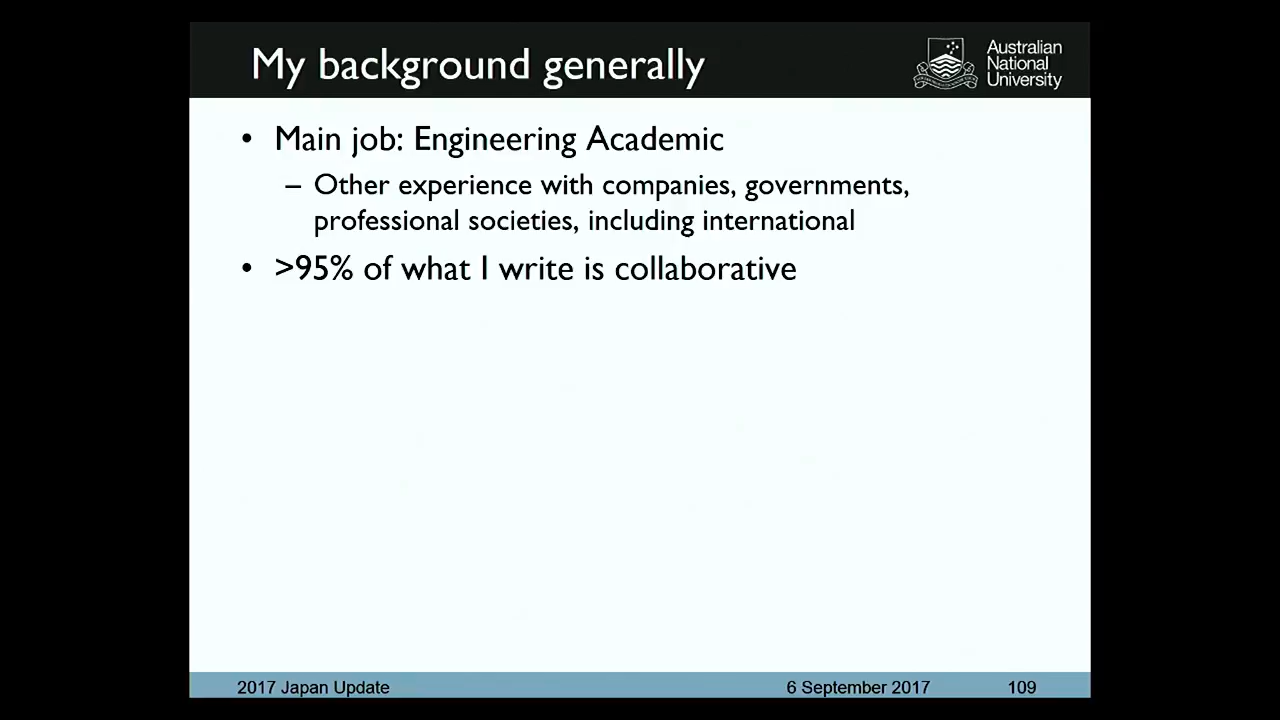 My background generally
Australian
National
University
• Main job: Engineering Academic
– Other experience with companies, governments,
professional societies, including international
• >95% of what I write is collaborative
2017 Japan Update
6 September 2017
109